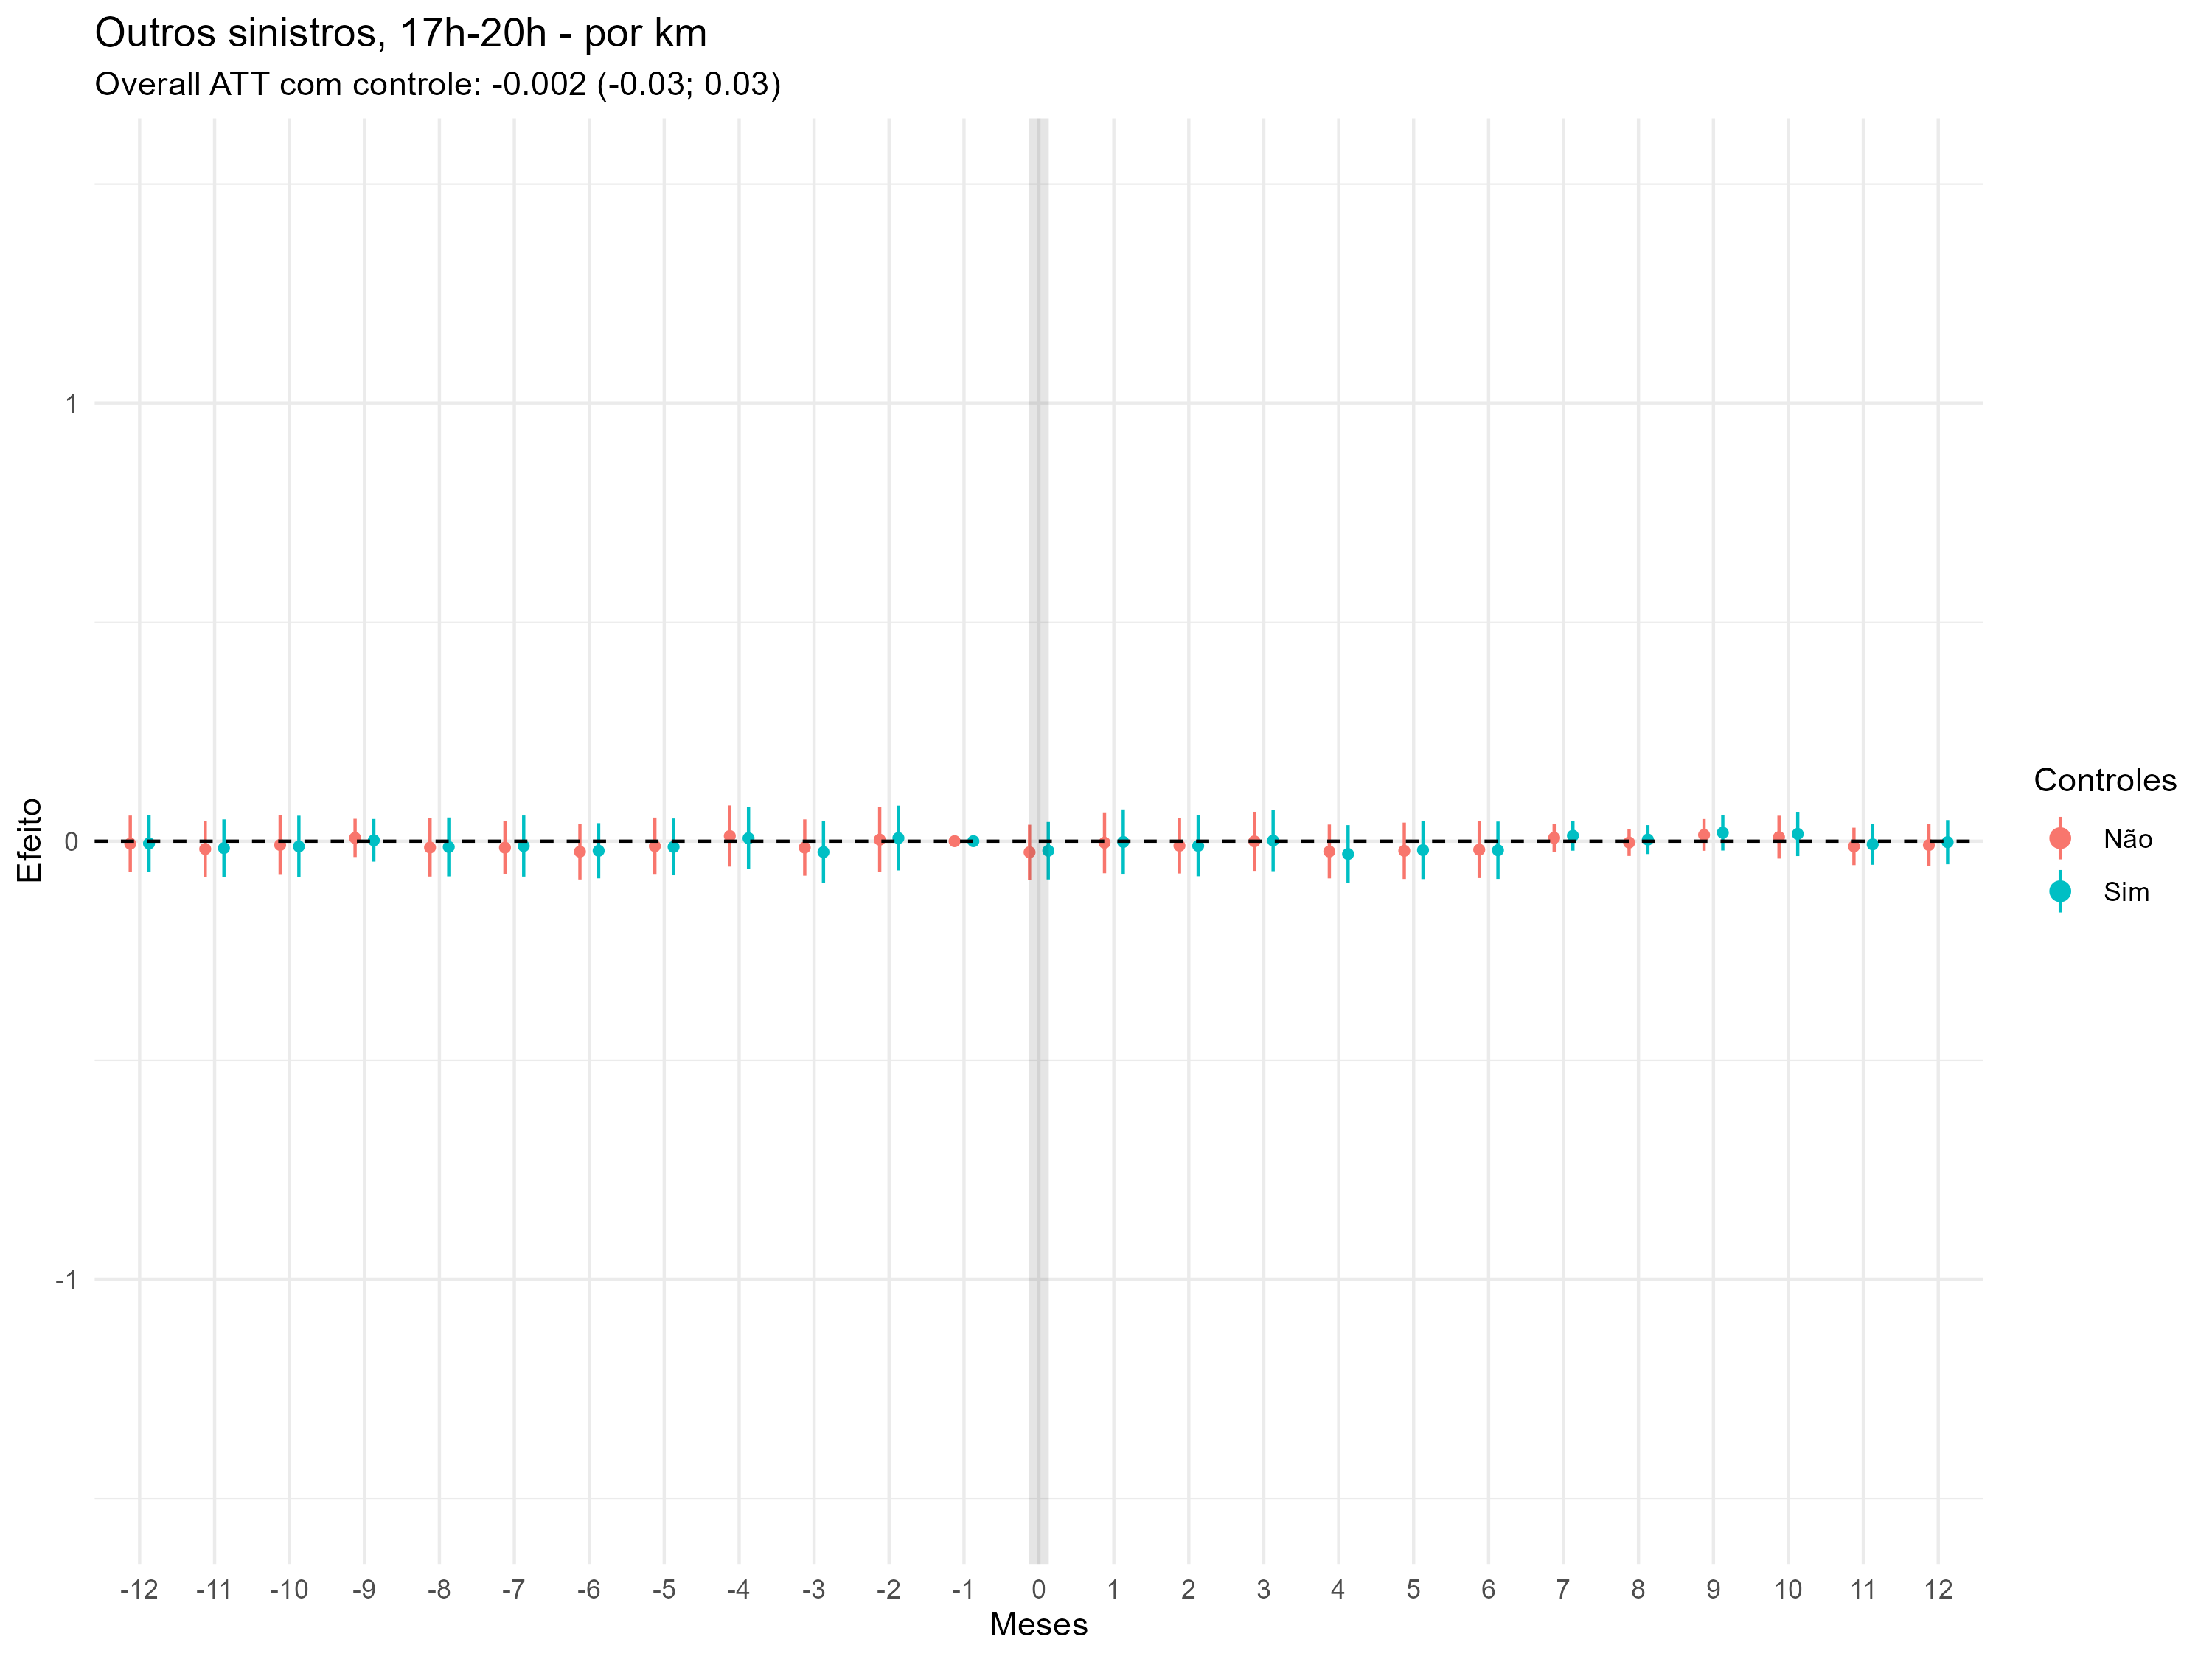 Outros sinistros, 17h-20h - por km
Overall ATT com controle: -0.002 (-0.03; 0.03)
Efeito
1
0
-1
-12 -11 -10 -9 -8 -7 -6 -5 -4 -3 -2 -1 0 1 2 3 4 5 6 7 8 9 10 11 12
Meses
Controles
Não
Sim